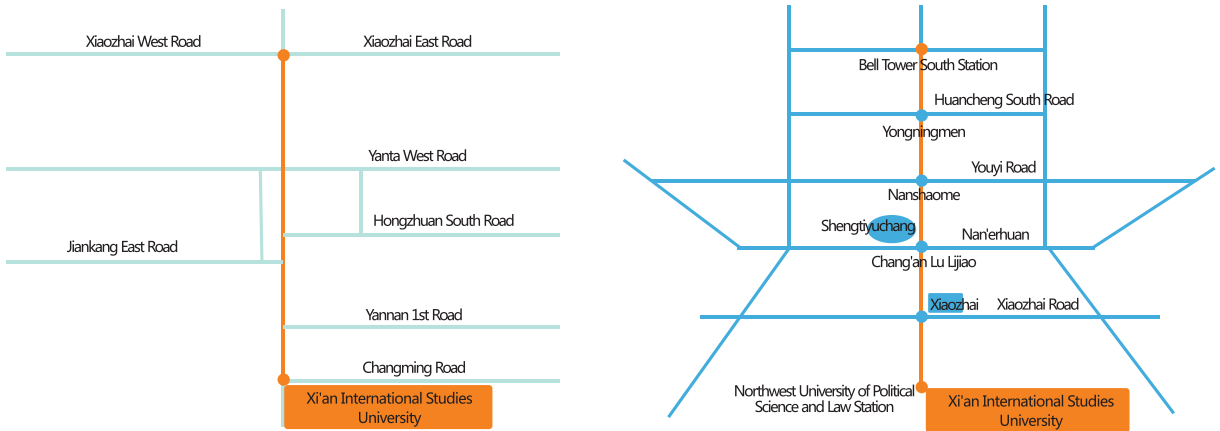 Xiaozhai West Road
Xiaozhai East Road
Yanta West Road
Hongzhuan South Road
Jiankang East Road
Yannan 1st Road
Changming Road
Xi'an International Studies
University
Bell Tower South Station
Huancheng South Road
Yongningmen
Youyi Road
Nanshaome
Shengtiyuchang
Nan'erhuan
Chang'an Lu Lijiao
Xiaozhai
Xiaozhai Road
Northwest University of Political
Science and Law Station
Xi'an International Studies
University